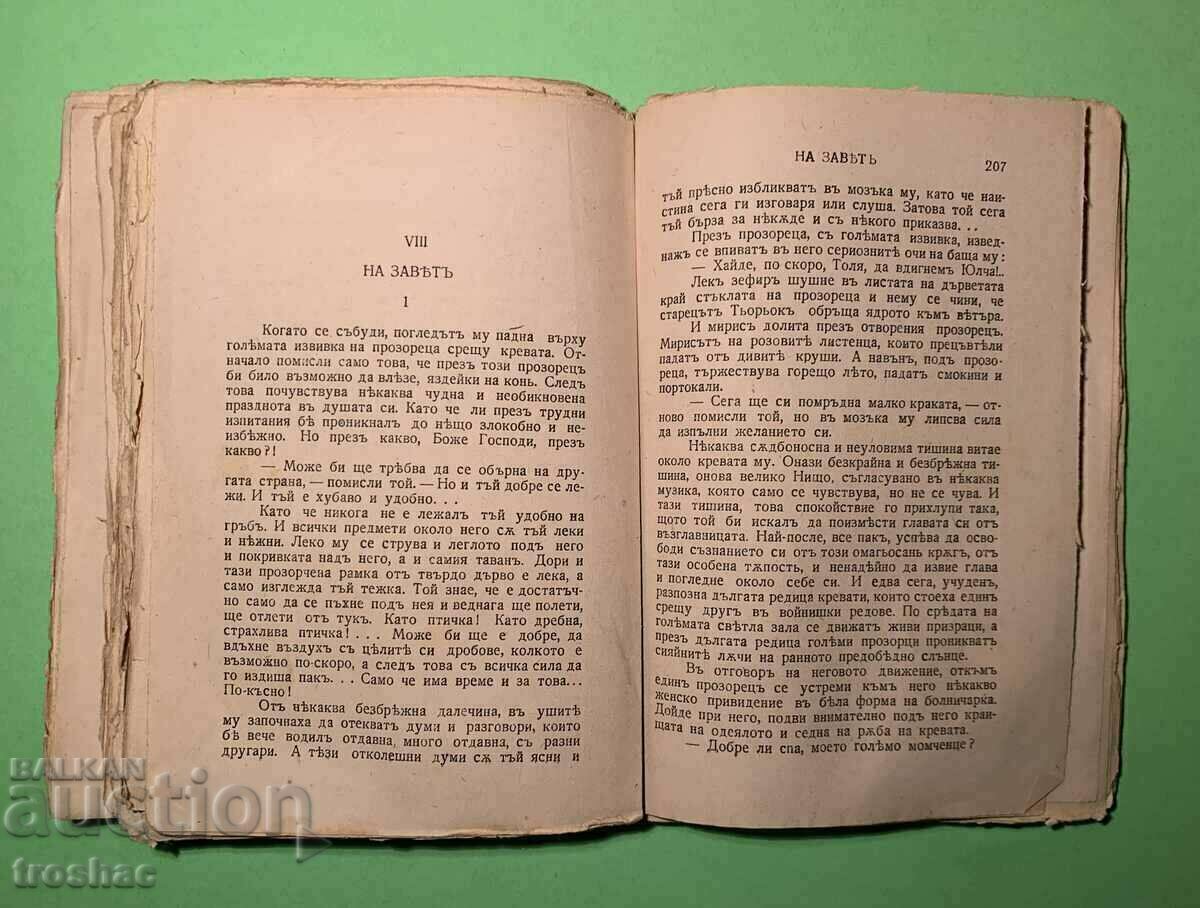 VIII
НА ЗАВѢТЪ
I
Когато се събуди, погледътъ му падна върху
голѣмата извивка на прозореца срещу кревата. От-
начало помисли само това, че презъ този прозорецъ
би било възможно да влѣзе, яздейки на конь. Следъ
това почувствува нѣкаква чудна и необикновена
празднота въ душата си. Като че ли презъ трудни
изпитания бѣ проникналъ до нѣщо злокобно и не-
избѣжно. Но презъ какво, Боже Господи, презъ
какво?!
— Може би ще трѣбва да се обърна на дру-
гата страна, — помисли той. — Но и тъй добре се ле-
жи. И тъй е хубаво и удобно. . .
Като че никога не е лежалъ тъй удобно на
гръбъ. И всички предмети около него сѫ тъй леки
и нѣжни. Леко му се струва и леглото подъ него
и покривката надъ него, а и самия таванъ. Дори и
тази прозорчена рамка отъ твърдо дърво е лека, а
само изглежда тъй тежка. Той знае, че е достатъч-
но само да се пъхне подъ нея и веднага ще полети,
ще отлети отъ тукъ. Като птичка! Като дребна,
страхлива птичка! . . . Може би ще е добре, да
вдъхне въздухъ съ цѣлитѣ си дробове, колкото е
възможно по-скоро, а следъ това съ всичка сила да
го издиша пакъ. . . Само че има време и за това...
По-късно!
Отъ нѣкаква безбрѣжна далечина, въ ушитѣ
му започнаха да отекватъ думи и разговори, които
бѣ вече водилъ отдавна, много отдавна, съ разни
другари. А тѣзи отколешни думи сѫ тъй ясни и
НА ЗАВѢТЪ
207
тъй прѣсно избликватъ въ мозъка му, като че наи-
стина сега ги изговаря или слуша. Затова той сега
тъй бърза за нѣкѫде и съ нѣкого приказва. . .
Презъ прозореца, съ голѣмата извивка, извед-
нажъ се впиватъ въ него сериознитѣ очи на баща му:
— Хайде, по скоро, Толя, да вдигнемъ Юлча!..
Лекъ зефиръ шушне въ листата на дърветата
край стъклата на прозореца и нему се чини, че
старецътъ Тьорьокъ обръща ядрото къмъ вѣтъра.
И мирисъ долита презъ отворения прозорецъ.
Мирисътъ на розовитѣ листенца, които прецъвтѣли
падатъ отъ дивитѣ круши. А навънъ, подъ прозо-
реца, тържествува горещо лѣто, падатъ смокини и
портокали.
— Сега ще си помръдна малко краката, — от-
ново помисли той, но въ мозъка му липсва сила
да изпълни желанието си.
Нѣкаква сѫдбоносна и неуловима тишина витае
около кревата му. Онази безкрайна и безбрѣжна ти-
шина, онова велико Нищо, съгласувано въ нѣкаква
музика, която само се чувствува, но не се чува. И
тази тишина, това спокойствие го прихлупи така,
щото той би искалъ да поизмѣсти главата си отъ
възглавницата. Най-после, все пакъ, успѣва да осво-
боди съзнанието си отъ този омагьосанъ крѫгъ, отъ
тази особена тѫпость, и ненадѣйно да извие глава
и погледне около себе си. И едва сега, учуденъ,
разпозна дългата редица кревати, които стоеха единъ
срещу другъ въ войнишки редове. По срѣдата на
голѣмата свѣтла зала се движатъ живи призраци, а
презъ дългата редица голѣми прозорци проникватъ
сияйнитѣ лѫчи на ранното предобѣдно слънце.
Въ отговоръ на неговото движение, откъмъ
единъ прозорецъ се устреми къмъ него нѣкакво
женско привидение въ бѣла форма на болничарка.
Дойде при него, подви внимателно подъ него краи-
щата на одеялото и седна на рѫба на кревата.
— Добре ли спа, моето голѣмо момченце?
BALKAN
auction
troshac